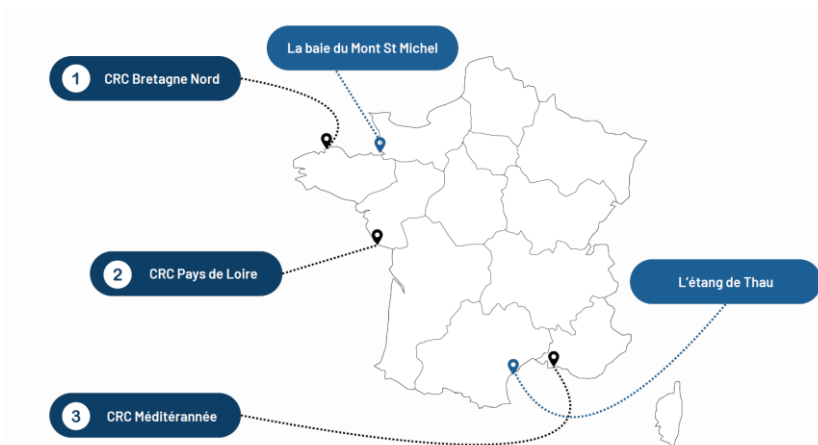 La baie du Mont St Michel
1 CRC Bretagne Nord
2 CRC Pays de Loire
L'étang de Thau
3 CRC Méditérannée